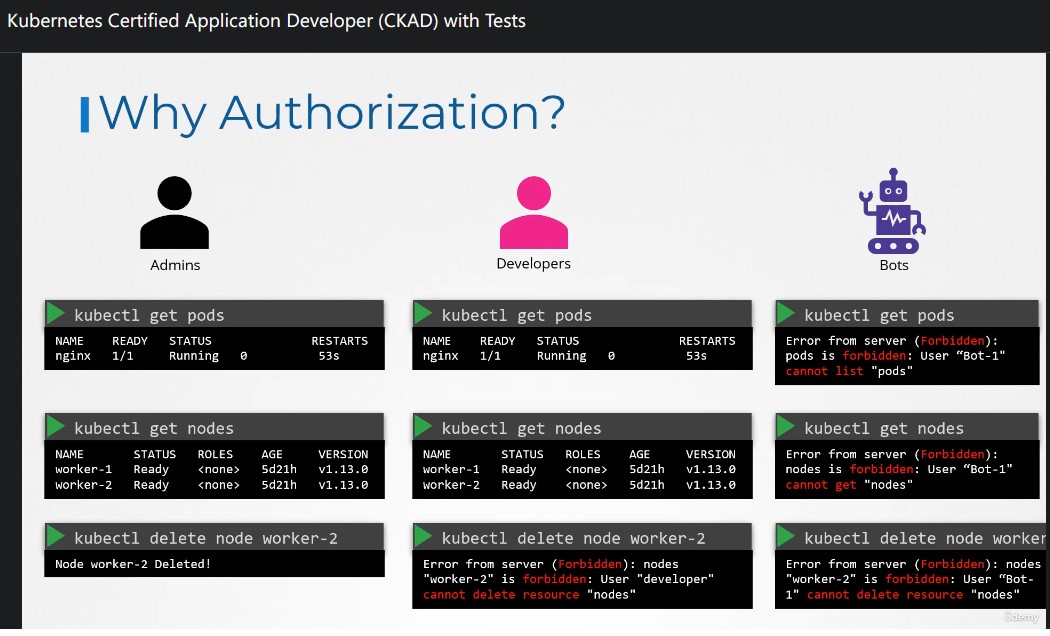 Kubernetes Certified Application Developer (CKAD) with Tests
Why Authorization?
Admins
Developers
Bots
kubectl get pods
NAME READY STATUS RESTARTS
nginx 1/1 Running 0 53s
kubectl get pods
NAME READY STATUS RESTARTS
nginx 1/1 Running 0 53s
kubectl get pods
Error from server (Forbidden):
pods is forbidden: User “Bot-1"
cannot list "pods"
kubectl get nodes
NAME STATUS ROLES AGE VERSION
worker-1 Ready <none> 5d21h v1.13.0
worker-2 Ready <none> 5d21h v1.13.0
kubectl get nodes
NAME STATUS ROLES AGE VERSION
worker-1 Ready <none> 5d21h v1.13.0
worker-2 Ready <none> 5d21h v1.13.0
kubectl get nodes
Error from server (Forbidden):
nodes is forbidden: User “Bot-1"
cannot get "nodes"
kubectl delete node worker-2
Node worker-2 Deleted!
kubectl delete node worker-2
Error from server (Forbidden): nodes
"worker-2" is forbidden: User "developer"
cannot delete resource "nodes"
kubectl delete node worker
Error from server (Forbidden): nodes
"worker-2" is forbidden: User “Bot-
1" cannot delete resource "nodes"
Udemy